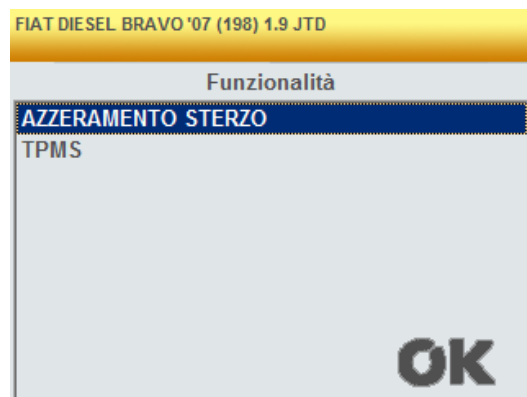 FIAT DIESEL BRAVO '07 (198) 1.9 JTD
Funzionalità
AZZERAMENTO STERZO
TPMS
OK